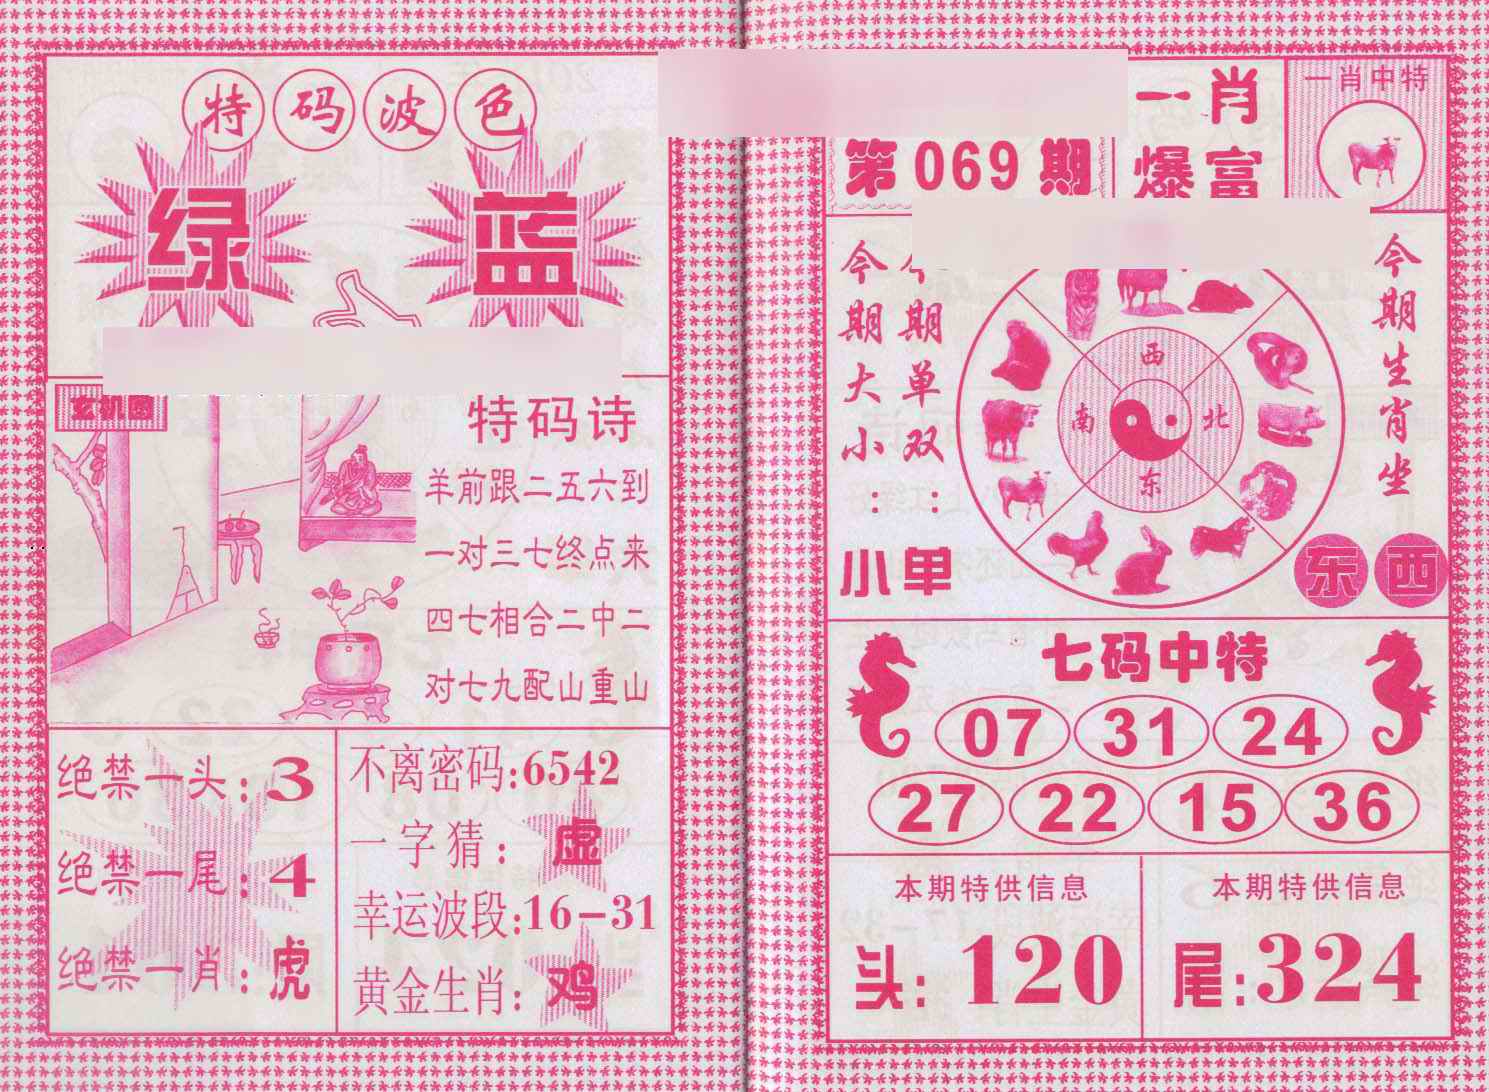 特码波色
绿 蓝
玄机图
特码诗
羊前跟二五六到
一对三七终点来
四七相合二中二
对七九配山重山
绝禁一头:3
绝禁一尾:4
绝禁一肖:虎
不离密码:6542
一字猜:虚
幸运波段:16-31
黄金生肖:鸡
第069期
一肖
爆富
一肖中特
今期大小:小
今期单双:单
西
南 北
东
今期生肖坐
东 西
七码中特
07 31 24
27 22 15 36
本期特供信息
头:120
本期特供信息
尾:324